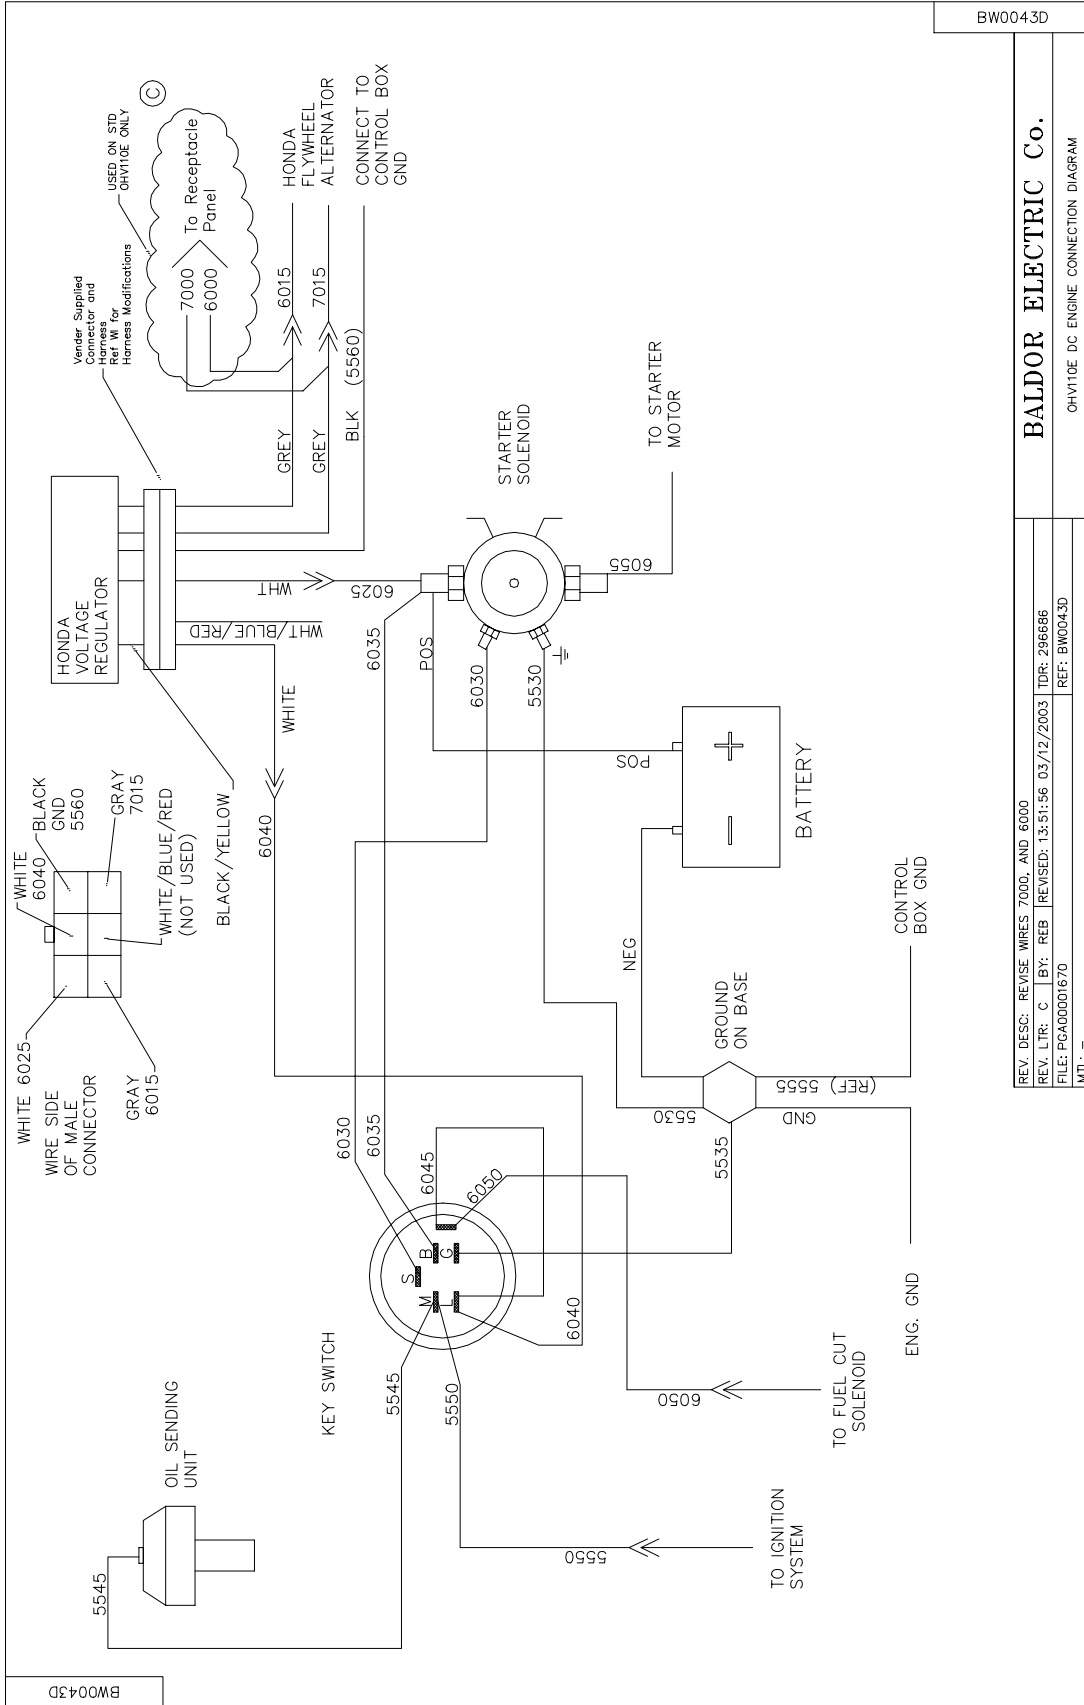 BW0043D
BW0043D
5545
OIL SENDING
UNIT
KEY SWITCH
5545
5550
5550
TO IGNITION
SYSTEM
M
S
B
L
G
6040
6030
6035
6045
6050
6050
TO FUEL CUT
SOLENOID
ENG. GND
5535
5530
GND
5555 (REF)
GROUND
ON BASE
NEG
CONTROL
BOX GND
WHITE 6025
WIRE SIDE
OF MALE
CONNECTOR
GRAY
6015
WHITE
6040
BLACK
GND
5560
GRAY
7015
WHITE/BLUE/RED
(NOT USED)
BLACK/YELLOW
6040
WHITE
HONDA
VOLTAGE
REGULATOR
WHT/BLUE/RED
WHT
6025
6035
POS
6030
5530
POS
BATTERY
STARTER
SOLENOID
6055
TO STARTER
MOTOR
Vender Supplied
Connector and
Harness
Ref WI for
Harness Modifications
USED ON STD
OHV110E ONLY
C
7000
6000
To Receptacle
Panel
GREY
GREY
BLK (5560)
6015
7015
HONDA
FLYWHEEL
ALTERNATOR
CONNECT TO
CONTROL BOX
GND
REV. DESC: REVISE WIRES 7000, AND 6000
REV. LTR: C
BY: REB
REVISED: 13:51:56 03/12/2003
TDR: 296686
FILE: PGA00001670
REF: BW0043D
MTL: -
BALDOR ELECTRIC Co.
OHV110E DC ENGINE CONNECTION DIAGRAM